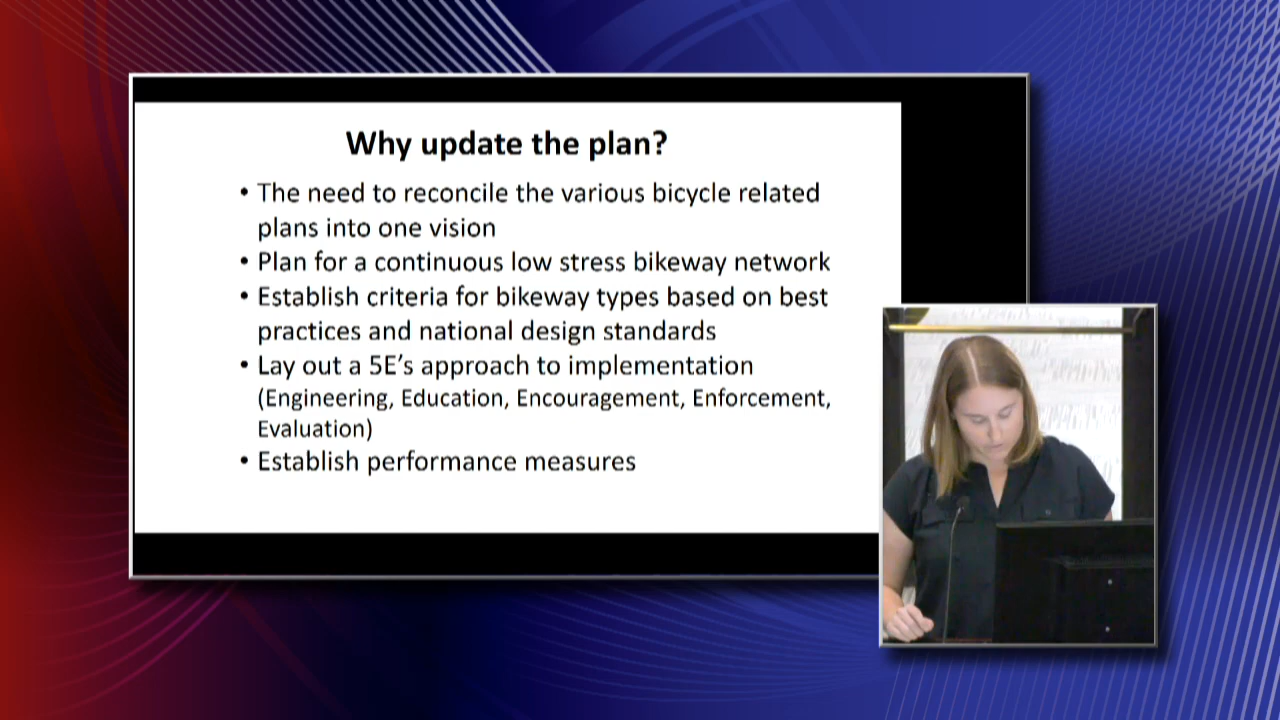 Why update the plan?
• The need to reconcile the various bicycle related
plans into one vision
• Plan for a continuous low stress bikeway network
• Establish criteria for bikeway types based on best
practices and national design standards
• Lay out a 5E's approach to implementation
(Engineering, Education, Encouragement, Enforcement,
Evaluation)
• Establish performance measures